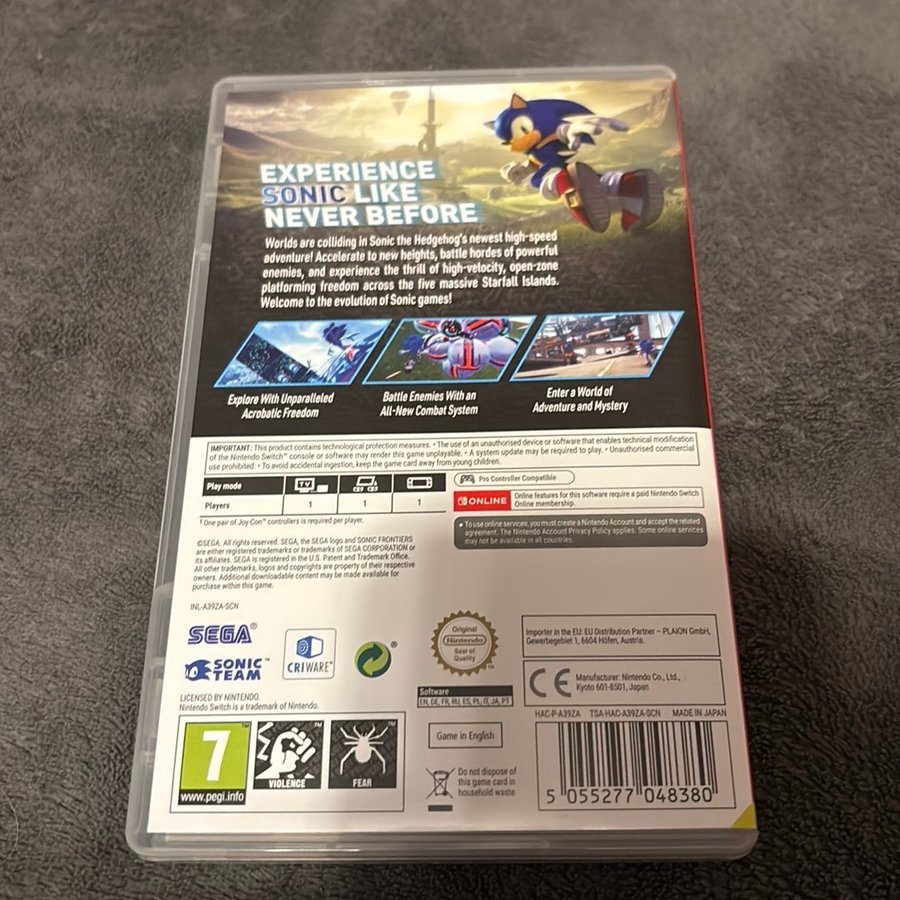 EXPERIENCE
SONIC LIKE
NEVER BEFORE
Worlds are colliding in Sonic the Hedgehog's newest high-speed
adventure! Accelerate to new heights, battle hordes of powerful
enemies, and experience the thrill of high-velocity, open-zone
platforming freedom across the five massive Starfall Islands.
Welcome to the evolution of Sonic games!
Explore With Unparalleled
Acrobatic Freedom
Battle Enemies With an
All-New Combat System
Enter a World of
Adventure and Mystery
IMPORTANT: This product contains technological protection measures. • The use of an unauthorised device or software that enables technical modification
of the Nintendo Switch™ console or software may render this game unplayable. • A system update may be required to play. • Unauthorised commercial
use prohibited. • To avoid accidental ingestion, keep the game card away from young children.
Play mode TV
Players 1 1 1
¹ One pair of Joy Con™ controllers is required per player.
Pro Controller Compatible
ONLINE
Online features for this software require a paid Nintendo Switch
Online membership.
• To use online services, you must create a Nintendo Account and accept the related
agreement. The Nintendo Account Privacy Policy applies. Some online services
may not be available in all countries.
©SEGA. All rights reserved. SEGA, the SEGA logo and SONIC FRONTIERS
are either registered trademarks or trademarks of SEGA CORPORATION or
its affiliates. SEGA is registered in the U.S. Patent and Trademark Office.
All other trademarks, logos and copyrights are property of their respective
owners. Additional downloadable content may be made available for
purchase within this game.
INL-A39ZA-SCN
SEGA®
SONIC™
TEAM
CRIWARE™
®
LICENSED BY NINTENDO.
Nintendo Switch is a trademark of Nintendo.
Original
Nintendo
Seal of
Quality
™
Software
EN, DE, FR, RU, ES, PL, IT, JA, PT
Game in English
Do not dispose of
this game card in
household waste
Importer in the EU: EU Distribution Partner – PLAION GmbH,
Gewerbegebiet 1, 6604 Höfen, Austria.
CE
Manufacturer: Nintendo Co., Ltd.,
Kyoto 601-8501, Japan
HAC-P-A39ZA TSA-HAC-A39ZA-SCN MADE IN JAPAN
5 055277 048380
7™
www.pegi.info
™
VIOLENCE
™
FEAR